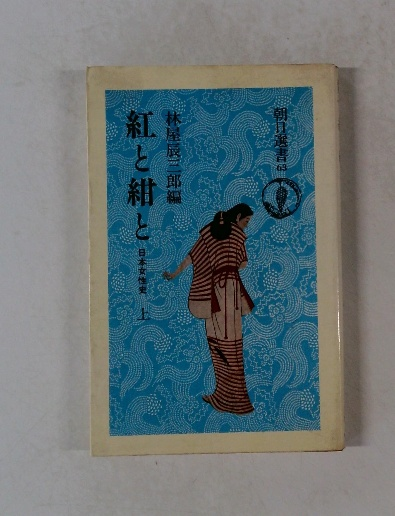 朝日選書 65
林屋辰三郎編
紅と紺と
日本女性史 上